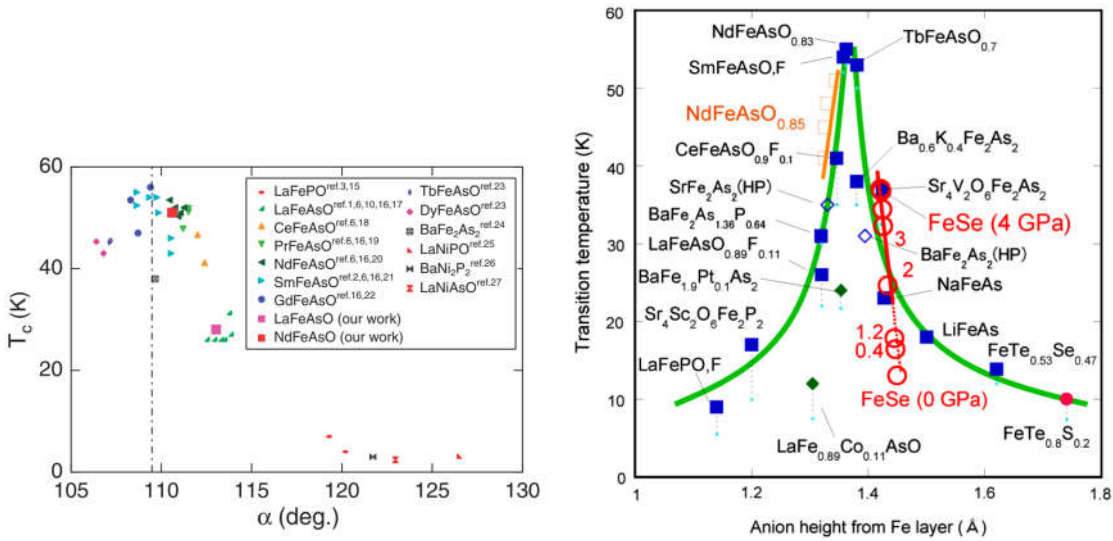 60
40
20
0
T_c (K)
105
110
115
120
125
130
α (deg.)
LaFePO ref.3,15
LaFeAsO ref.1,6,10,16,17
CeFeAsO ref.6,18
PrFeAsO ref.6,16,19
NdFeAsO ref.6,16,20
SmFeAsO ref.2,6,16,21
GdFeAsO ref.16,22
LaFeAsO (our work)
NdFeAsO (our work)
TbFeAsO ref.23
DyFeAsO ref.23
BaFe₂As₂ ref.24
LaNiPO ref.25
BaNi₂P₂ ref.26
LaNiAsO ref.27
60
50
40
30
20
10
0
Transition temperature (K)
1
1.2
1.4
1.6
1.8
Anion height from Fe layer (Å)
NdFeAsO₀.₈₃
TbFeAsO₀.₇
SmFeAsO,F
NdFeAsO₀.₈₅
CeFeAsO₀.₉F₀.₁
Ba₀.₆K₀.₄Fe₂As₂
SrFe₂As₂(HP)
Sr₄V₂O₆Fe₂As₂
BaFe₂As₁.₃₆P₀.₆₄
FeSe (4 GPa)
LaFeAsO₀.₈₉F₀.₁₁
3
BaFe₂As₂(HP)
BaFe₁.₉Pt₀.₁As₂
2
NaFeAs
Sr₄Sc₂O₆Fe₂P₂
1.2
LiFeAs
0.4
FeTe₀.₅₃Se₀.₄₇
LaFePO,F
FeSe (0 GPa)
FeTe₀.₈S₀.₂
LaFe₀.₈₉Co₀.₁₁AsO